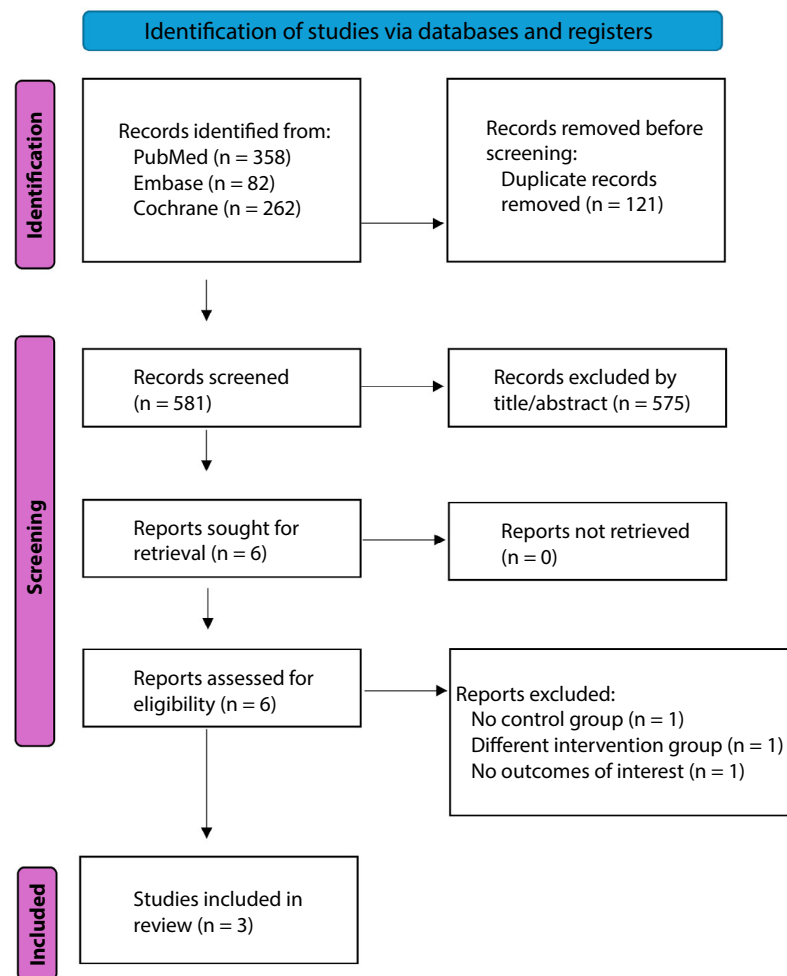 Identification of studies via databases and registers
Identification
Records identified from:
PubMed (n = 358)
Embase (n = 82)
Cochrane (n = 262)
Records removed before
screening:
Duplicate records
removed (n = 121)
Screening
Records screened
(n = 581)
Records excluded by
title/abstract (n = 575)
Reports sought for
retrieval (n = 6)
Reports not retrieved
(n = 0)
Reports assessed for
eligibility (n = 6)
Reports excluded:
No control group (n = 1)
Different intervention group (n = 1)
No outcomes of interest (n = 1)
Included
Studies included in
review (n = 3)